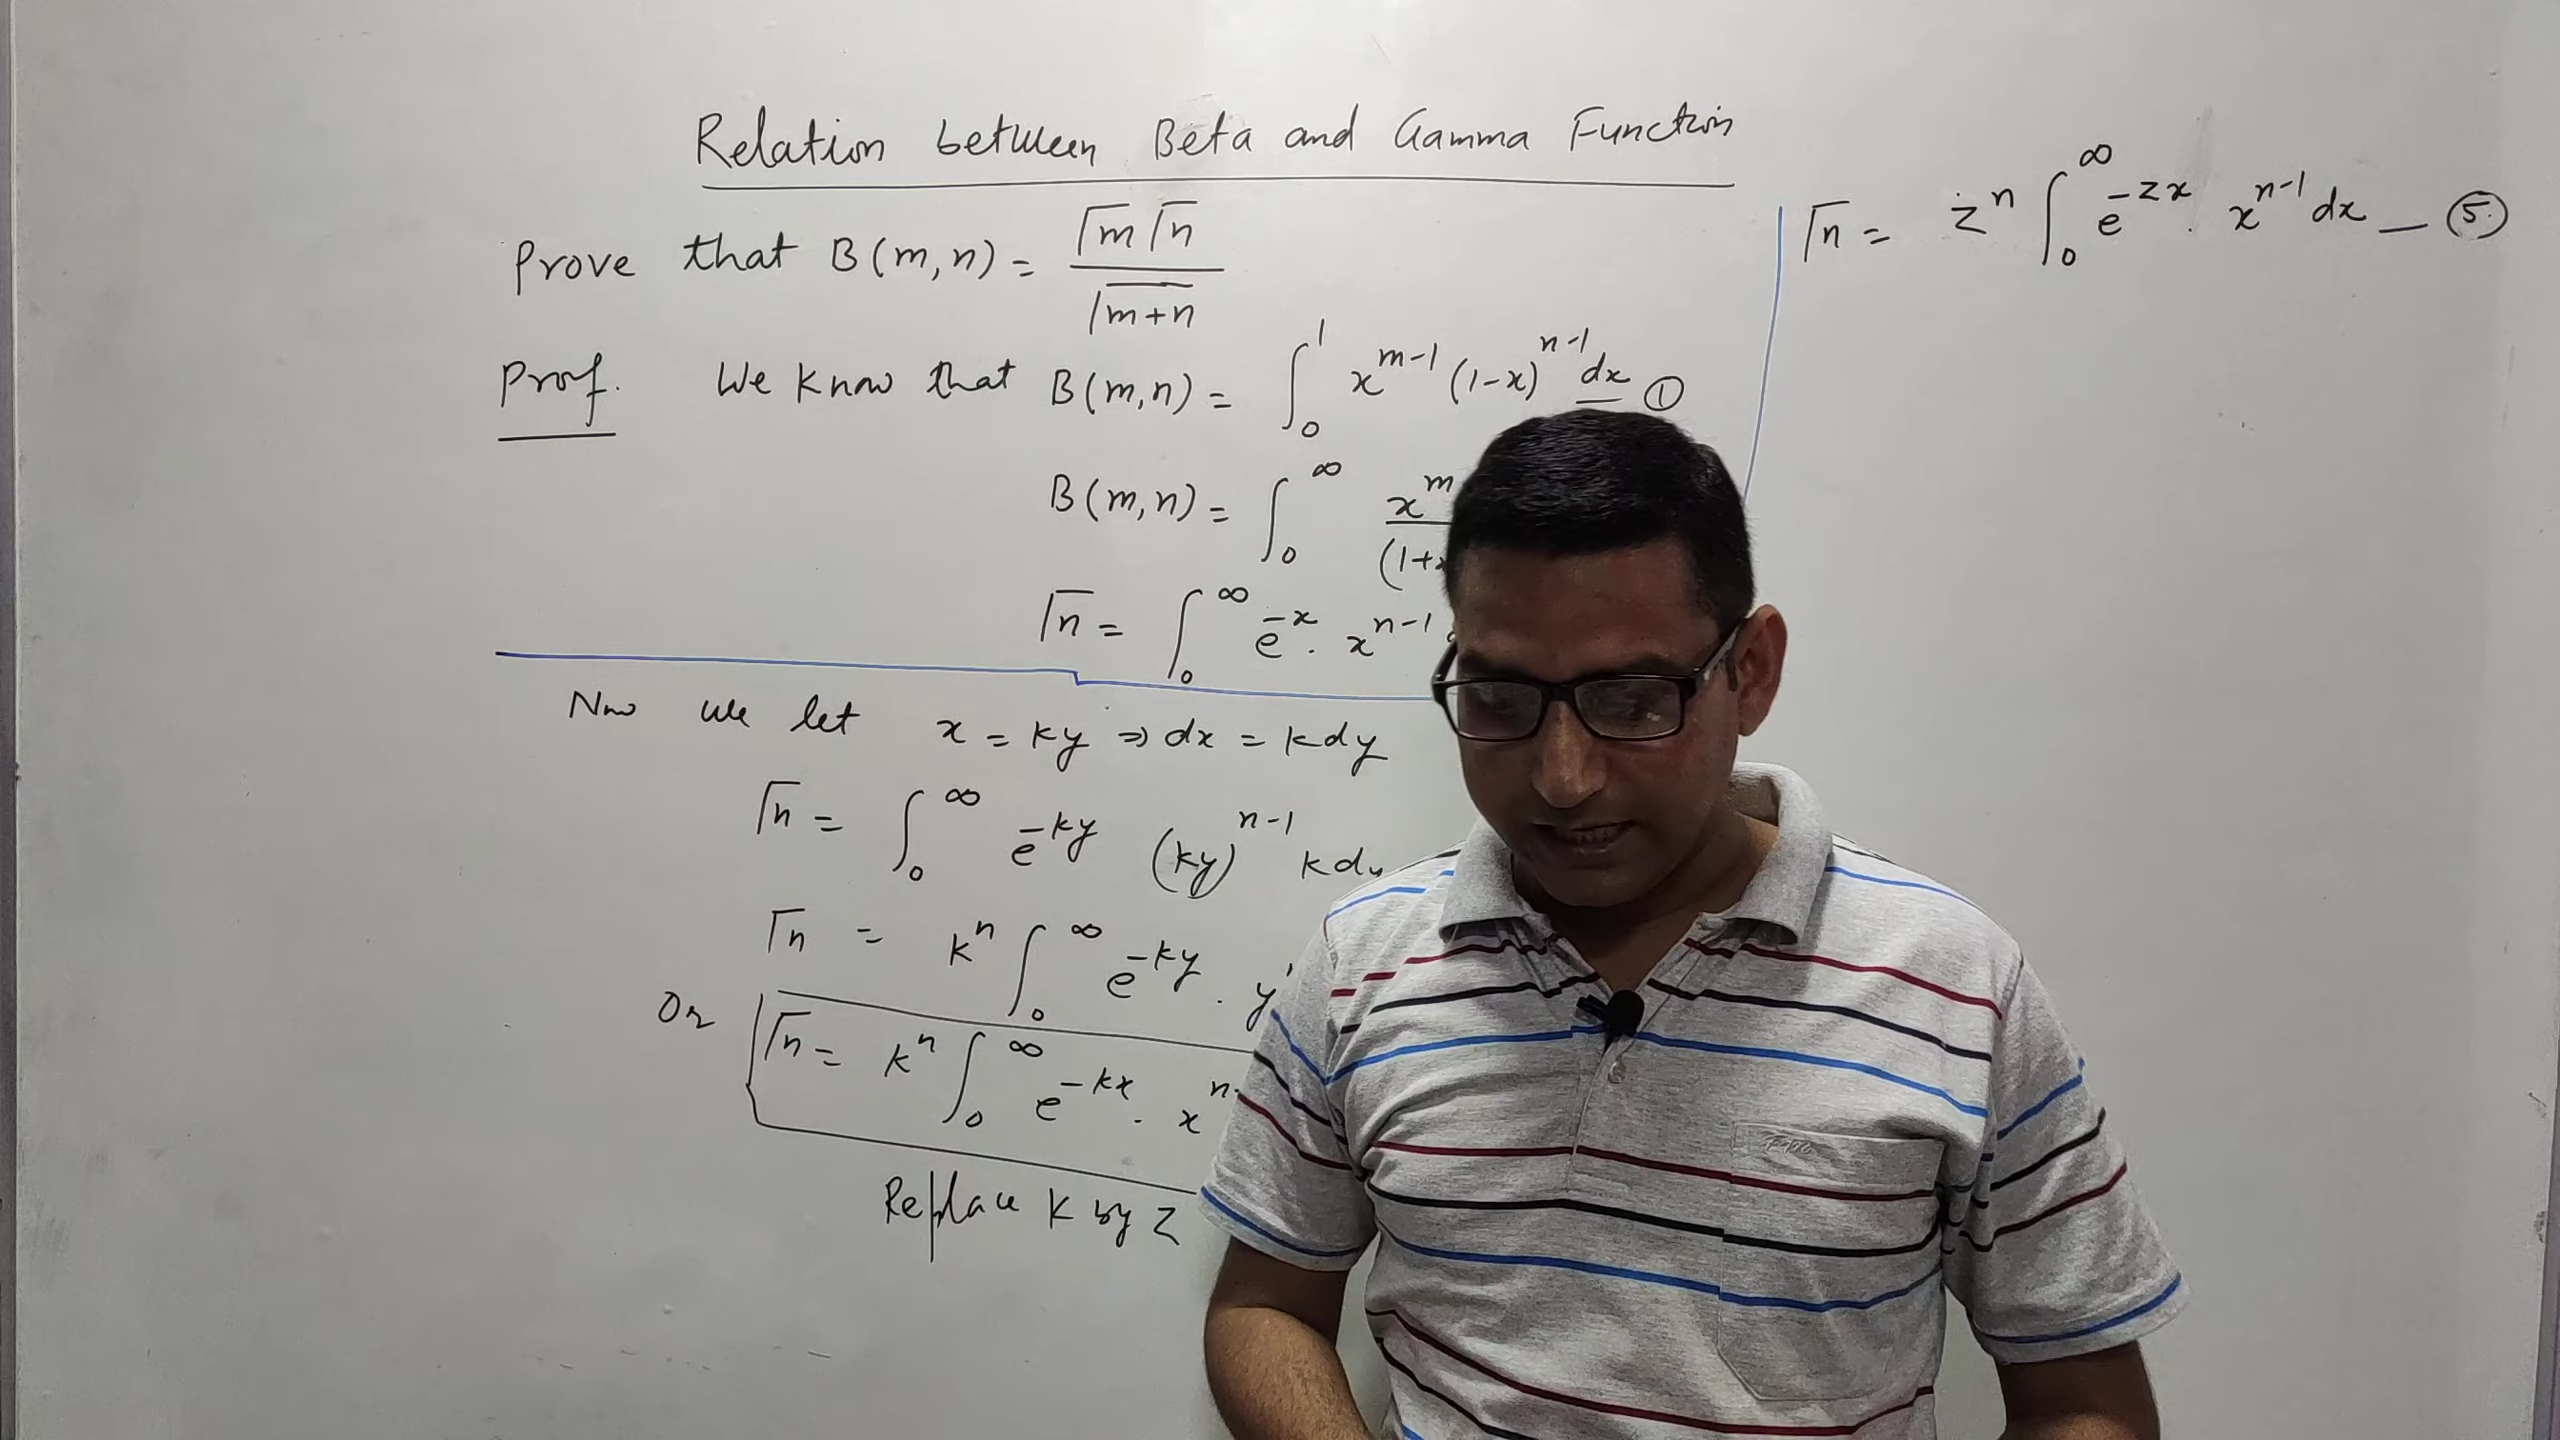 Relation between Beta and Gamma Function
Prove that B(m,n) = Γm Γn / Γm+n
Proof. We know that B(m,n) = ∫₀¹ x^{m-1} (1-x)^{n-1} dx — ①
B(m,n) = ∫₀^∞ x^m / (1+x
Γn = ∫₀^∞ e^{-x} . x^{n-1}
Now we let x = ky ⇒ dx = kdy
Γn = ∫₀^∞ e^{-ky} (ky)^{n-1} kdy
Γn = k^n ∫₀^∞ e^{-ky} . y
Or Γn = k^n ∫₀^∞ e^{-kx} . x^{n-
Replace k by z
Γn = z^n ∫₀^∞ e^{-zx} . x^{n-1} dx — ⑤